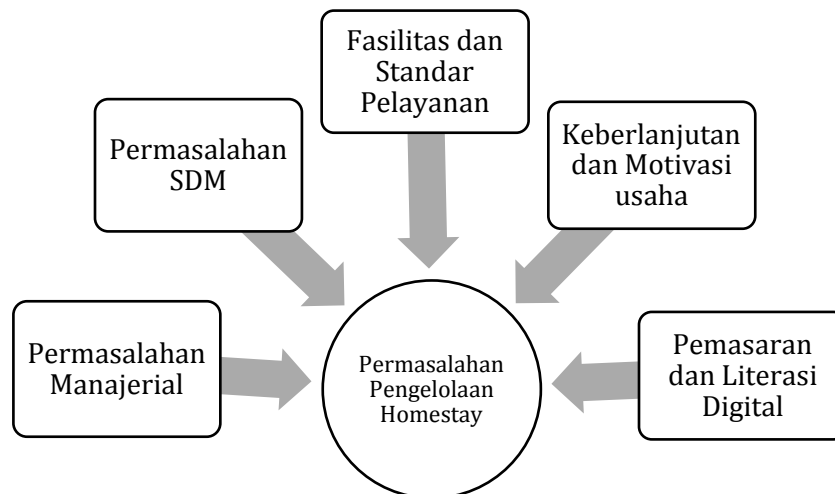 Fasilitas dan
Standar
Pelayanan
Permasalahan
SDM
Keberlanjutan
dan Motivasi
usaha
Permasalahan
Manajerial
Permasalahan
Pengelolaan
Homestay
Pemasaran
dan Literasi
Digital